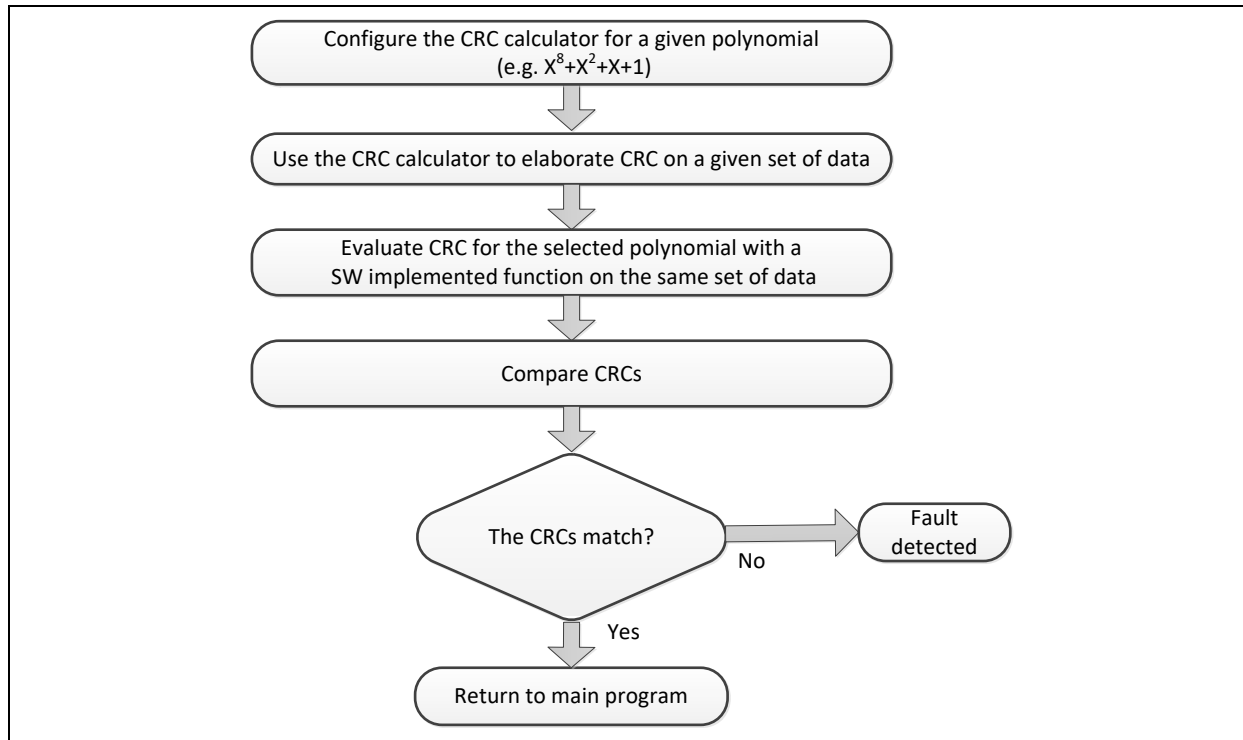 Configure the CRC calculator for a given polynomial
(e.g. X⁸+X²+X+1)
Use the CRC calculator to elaborate CRC on a given set of data
Evaluate CRC for the selected polynomial with a
SW implemented function on the same set of data
Compare CRCs
The CRCs match?
No
Fault
detected
Yes
Return to main program